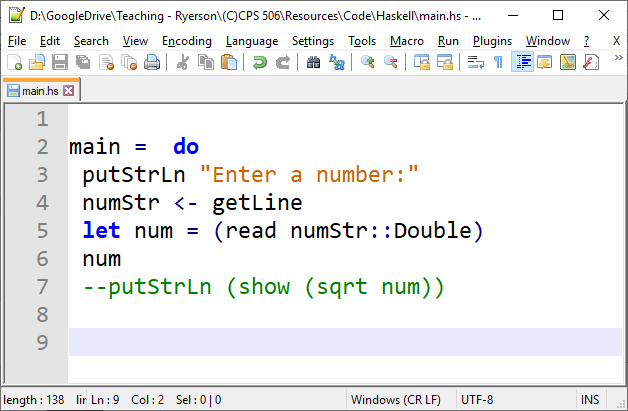 D:\GoogleDrive\Teaching - Ryerson\(C)CPS 506\Resources\Code\Haskell\main.hs - ...
File Edit Search View Encoding Language Settings Tools Macro Run Plugins Window ? X
main.hs
1
2 main =  do
3  putStrLn "Enter a number:"
4  numStr <- getLine
5  let num = (read numStr::Double)
6  num
7  --putStrLn (show (sqrt num))
8
9
length : 138 lir Ln : 9 Col : 2 Sel : 0 | 0 Windows (CR LF) UTF-8 INS